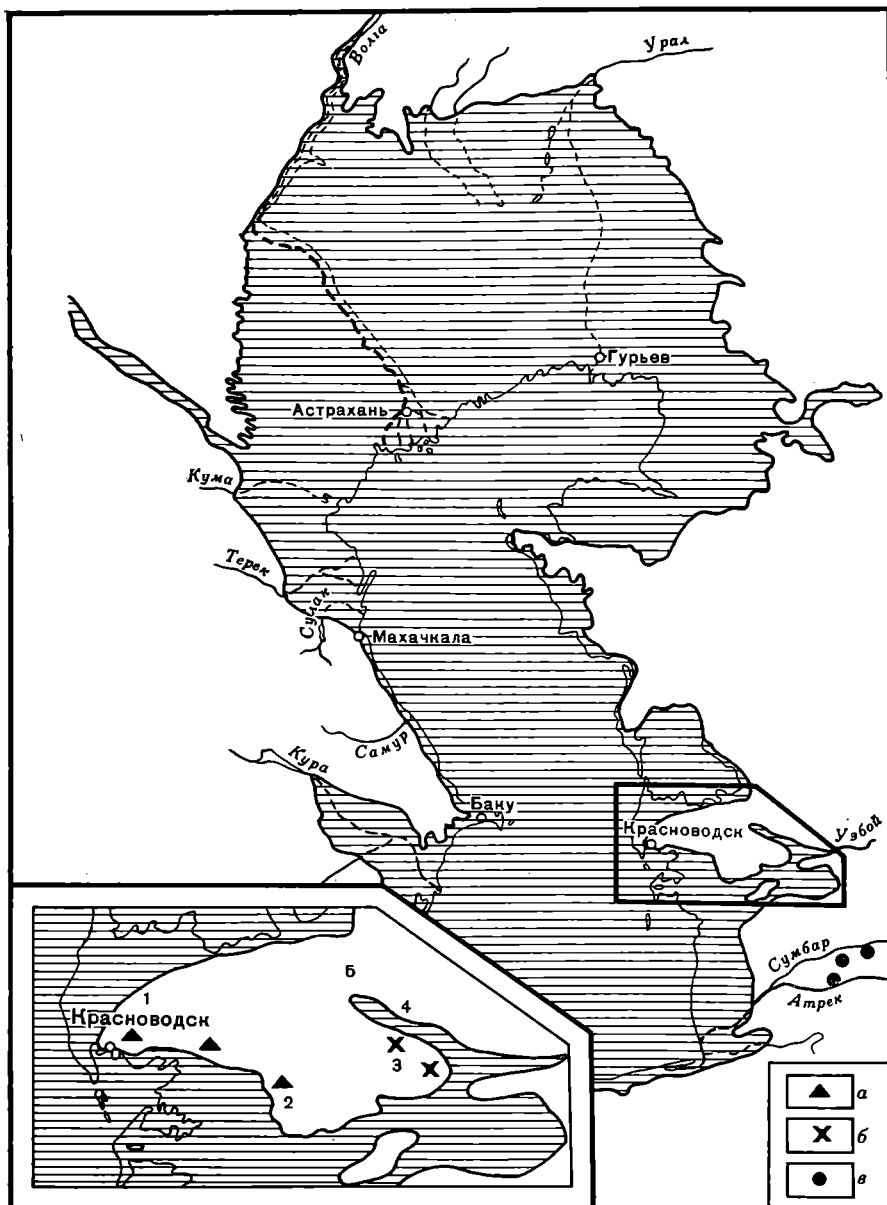 Волга
Урал
Гурьев
Астрахань
Кума
Терек
Сулак
Махачкала
Самур
Кура
Баку
Красноводск
Узбой
Сумбар
Атрек
Б
1
4
Красноводск
3
2
а
б
в